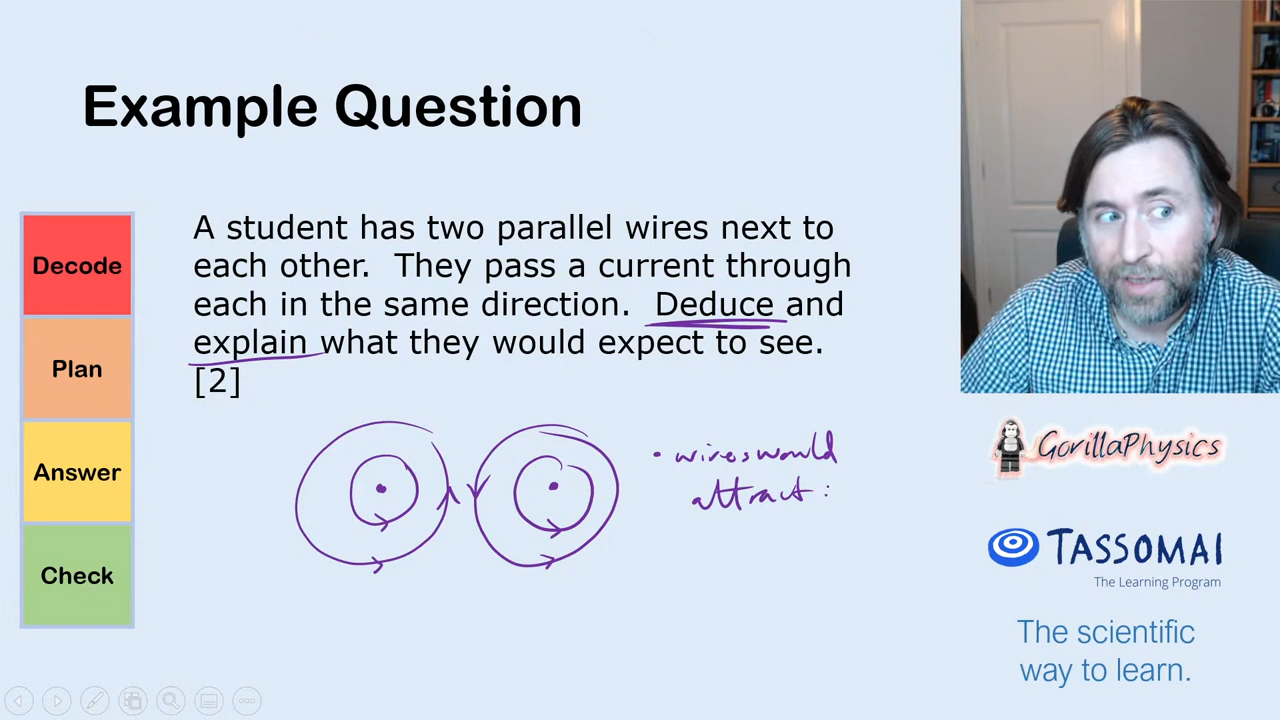 Example Question
Decode
Plan
Answer
Check
A student has two parallel wires next to
each other.  They pass a current through
each in the same direction.  Deduce and
explain what they would expect to see.
[2]
• wires would
attract :
GorillaPhysics
TASSOMAI
The Learning Program
The scientific
way to learn.